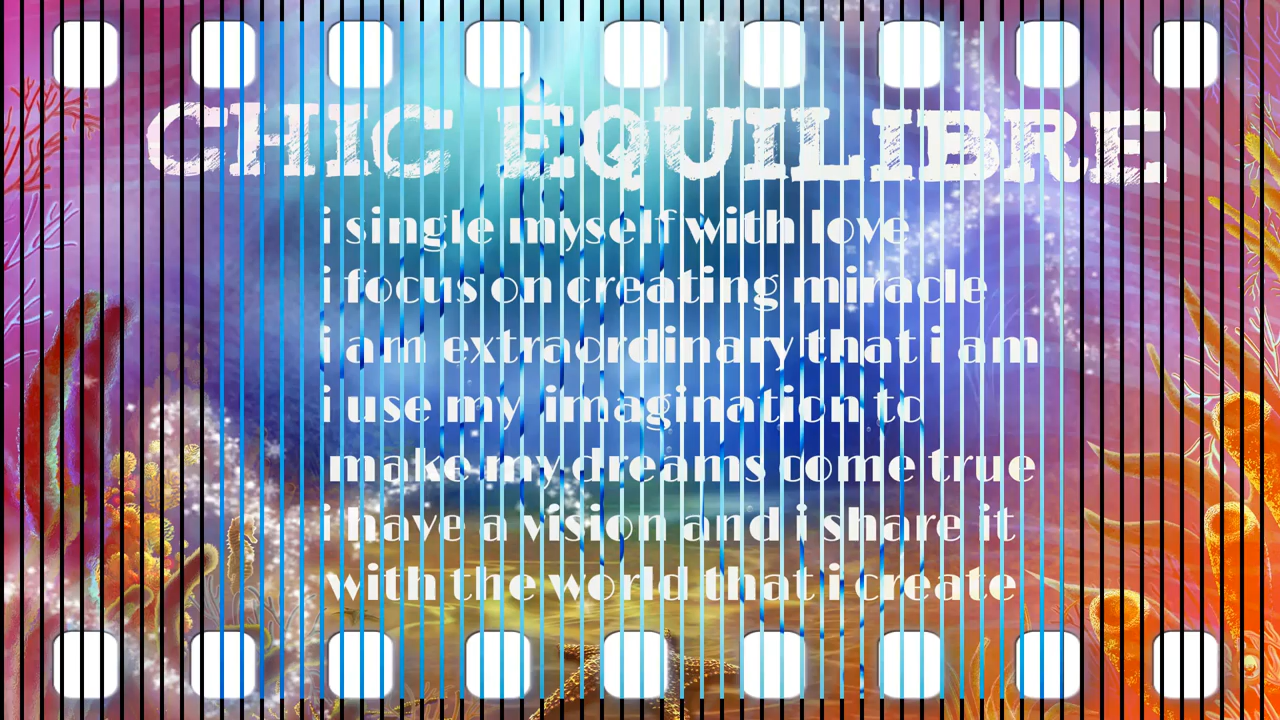 CHIC ÈQUILIBRE
i single myself with love
i focus on creating miracle
i am extraordinary that i am
i use my imagination to
make my dreams come true
i have a vision and i share it
with the world that i create